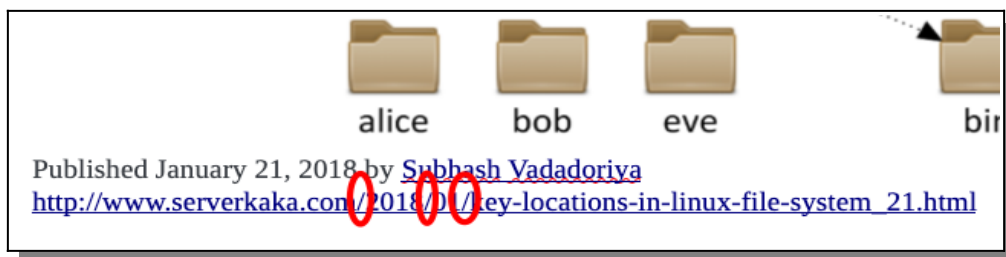 alice bob eve bin
Published January 21, 2018 by Subhash Vadadoriya
http://www.serverkaka.com/2018/01/key-locations-in-linux-file-system_21.html